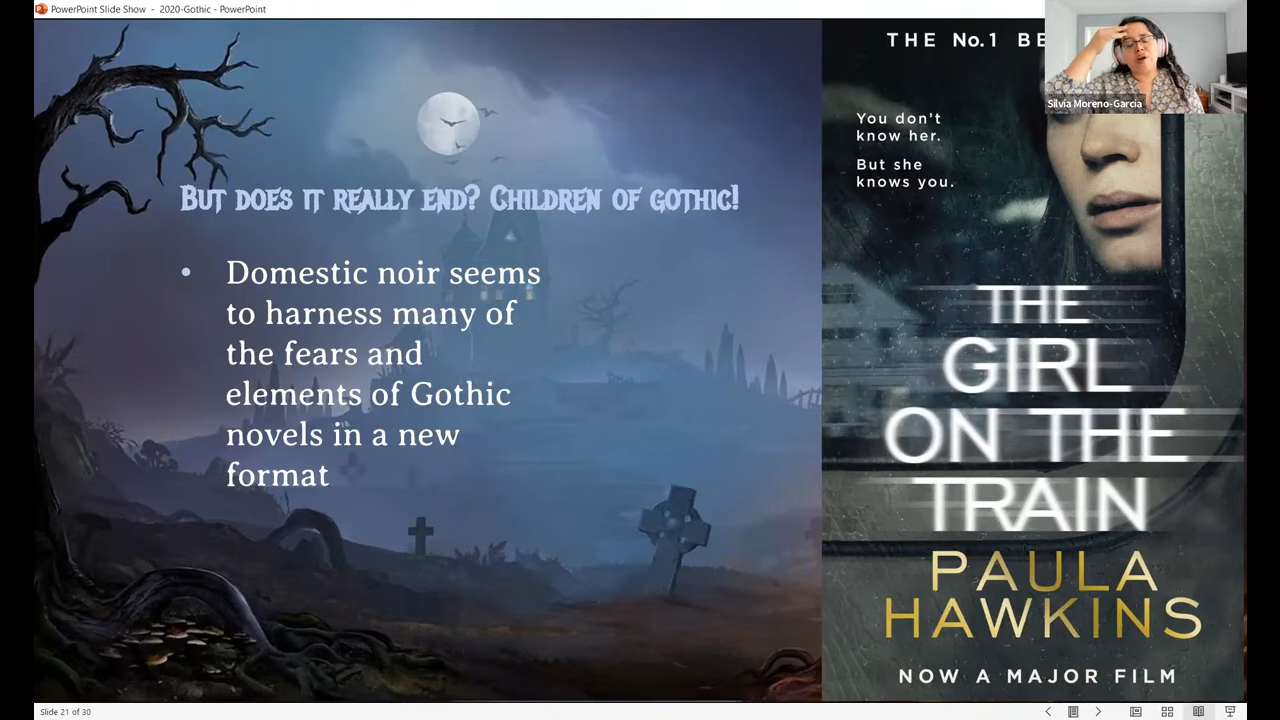 PowerPoint Slide Show - 2020-Gothic - PowerPoint
THE No.1 BE
Silvia Moreno-Garcia
You don't
know her.
But she
knows you.
But does it really end? Children of gothic!
• Domestic noir seems
to harness many of
the fears and
elements of Gothic
novels in a new
format
THE
GIRL
ON THE
TRAIN
PAULA
HAWKINS
NOW A MAJOR FILM
Slide 21 of 30